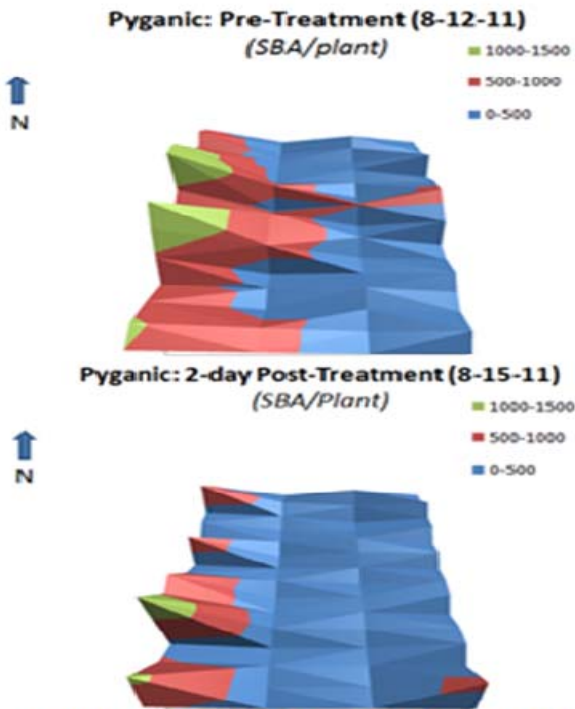 Pyganic: Pre-Treatment (8-12-11)
(SBA/plant)
1000-1500
500-1000
0-500
N
Pyganic: 2-day Post-Treatment (8-15-11)
(SBA/Plant)
1000-1500
500-1000
0-500
N